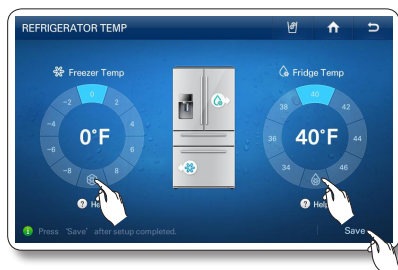 REFRIGERATOR TEMP
Freezer Temp
Fridge Temp
0
-2
2
-4
4
-6
6
-8
8
0°F
40
38
42
36
44
34
46
40°F
Help
Press 'Save' after setup completed.
Save